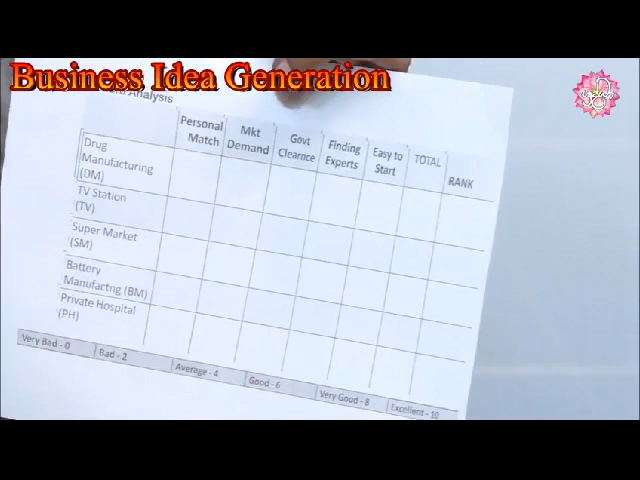 Business Idea Generation
Analysis
Personal Match
Mkt Demand
Govt Clearnce
Finding Experts
Easy to Start
TOTAL
RANK
Drug
Manufacturing
(DM)
TV Station
(TV)
Super Market
(SM)
Battery
Manufactng (BM)
Private Hospital
(PH)
Very Bad - 0
Bad - 2
Average - 4
Good - 6
Very Good - 8
Excellent - 10